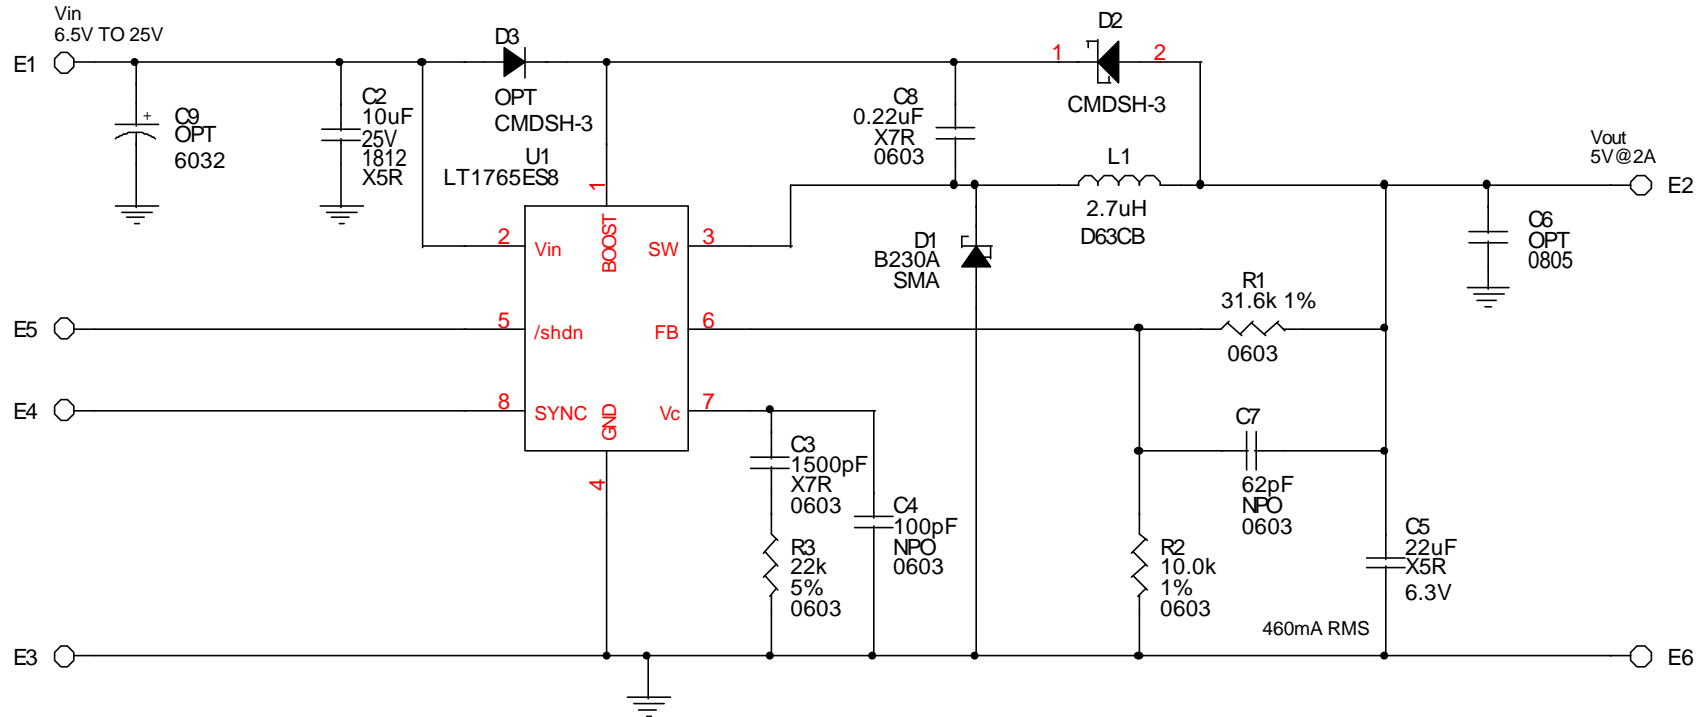 Vin
6.5V TO 25V
E1
C9
+
OPT
6032
C2
10uF
25V
1812
X5R
D3
OPT
CMDSH-3
U1
LT1765ES8
1
BOOST
2
Vin
SW
3
5
/shdn
FB
6
8
SYNC
GND
Vc
7
4
E5
E4
E3
C8
0.22uF
X7R
0603
D2
1
2
CMDSH-3
L1
2.7uH
D63CB
D1
B230A
SMA
Vout
5V@2A
E2
C6
OPT
0805
R1
31.6k 1%
0603
C7
62pF
NPO
0603
C3
1500pF
X7R
0603
R3
22k
5%
0603
C4
100pF
NPO
0603
R2
10.0k
1%
0603
C5
22uF
X5R
6.3V
460mA RMS
E6